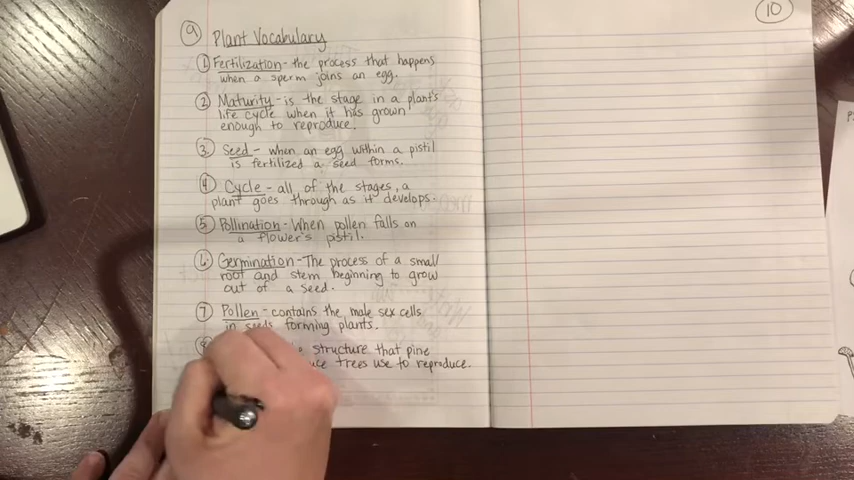 9 Plant Vocabulary
10
1 Fertilization - the process that happens
when a sperm joins an egg.
2 Maturity - is the stage in a plant's
life cycle when it has grown
enough to reproduce.
3. Seed - when an egg within a pistil
is fertilized a seed forms.
4 Cycle - all of the stages, a
plant goes through as it develops.
5 Pollination - When pollen falls on
a flower's pistil.
6. Germination - The process of a small
root and stem beginning to grow
out of a seed.
7 Pollen - contains the male sex cells
in seeds forming plants.
8 structure that pine
trees use to reproduce.